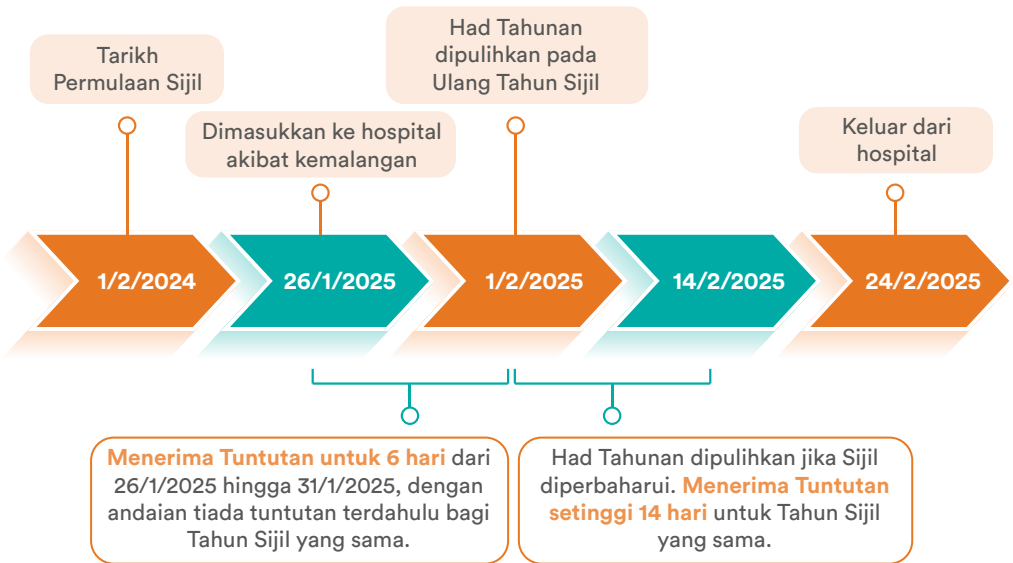 Tarikh
Permulaan Sijil
Dimasukkan ke hospital
akibat kemalangan
Had Tahunan
dipulihkan pada
Ulang Tahun Sijil
Keluar dari
hospital
1/2/2024
26/1/2025
1/2/2025
14/2/2025
24/2/2025
Menerima Tuntutan untuk 6 hari dari
26/1/2025 hingga 31/1/2025, dengan
andaian tiada tuntutan terdahulu bagi
Tahun Sijil yang sama.
Had Tahunan dipulihkan jika Sijil
diperbaharui. Menerima Tuntutan
setinggi 14 hari untuk Tahun Sijil
yang sama.